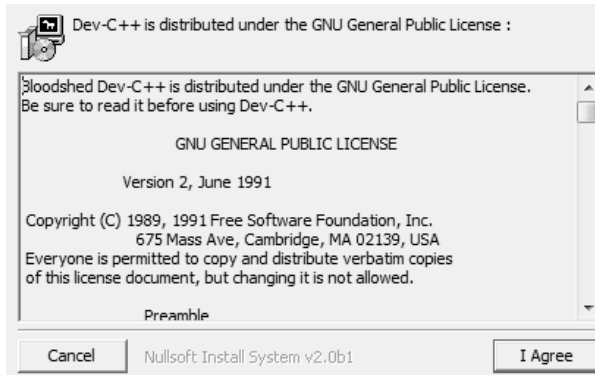 Dev-C++ is distributed under the GNU General Public License :
Bloodshed Dev-C++ is distributed under the GNU General Public License.
Be sure to read it before using Dev-C++.
GNU GENERAL PUBLIC LICENSE
Version 2, June 1991
Copyright (C) 1989, 1991 Free Software Foundation, Inc.
675 Mass Ave, Cambridge, MA 02139, USA
Everyone is permitted to copy and distribute verbatim copies
of this license document, but changing it is not allowed.
Preamble
Cancel
Nullsoft Install System v2.0b1
I Agree